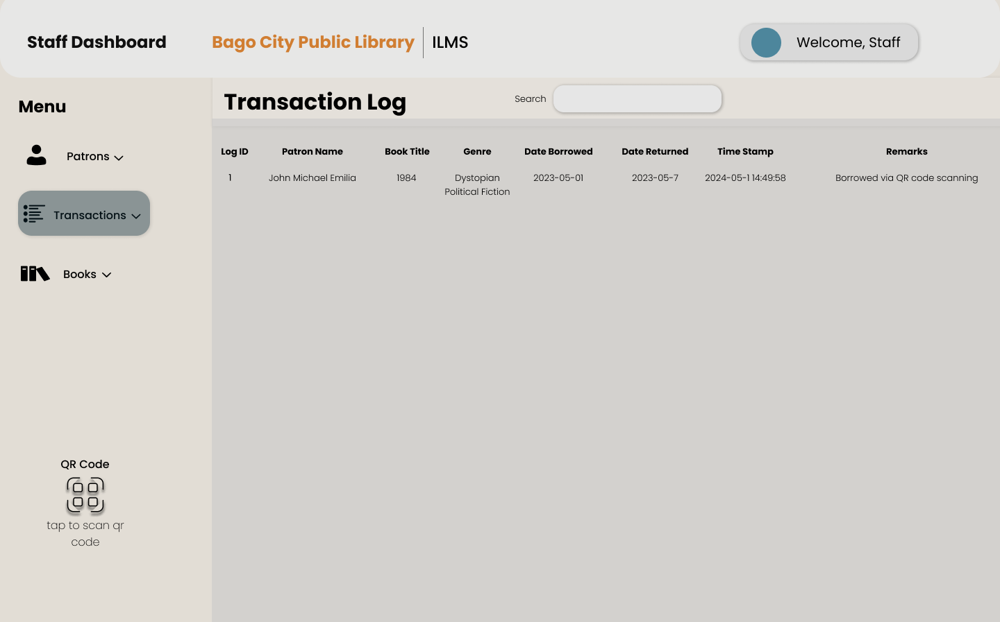 Staff Dashboard
Bago City Public Library
ILMS
Welcome, Staff
Menu
Patrons
Transactions
Books
QR Code
tap to scan qr
code
Transaction Log
Search
Log ID Patron Name Book Title Genre Date Borrowed Date Returned Time Stamp Remarks
1 John Michael Emilia 1984 Dystopian 2023-05-01 2023-05-7 2024-05-1 14:49:58 Borrowed via QR code scanning
Political Fiction